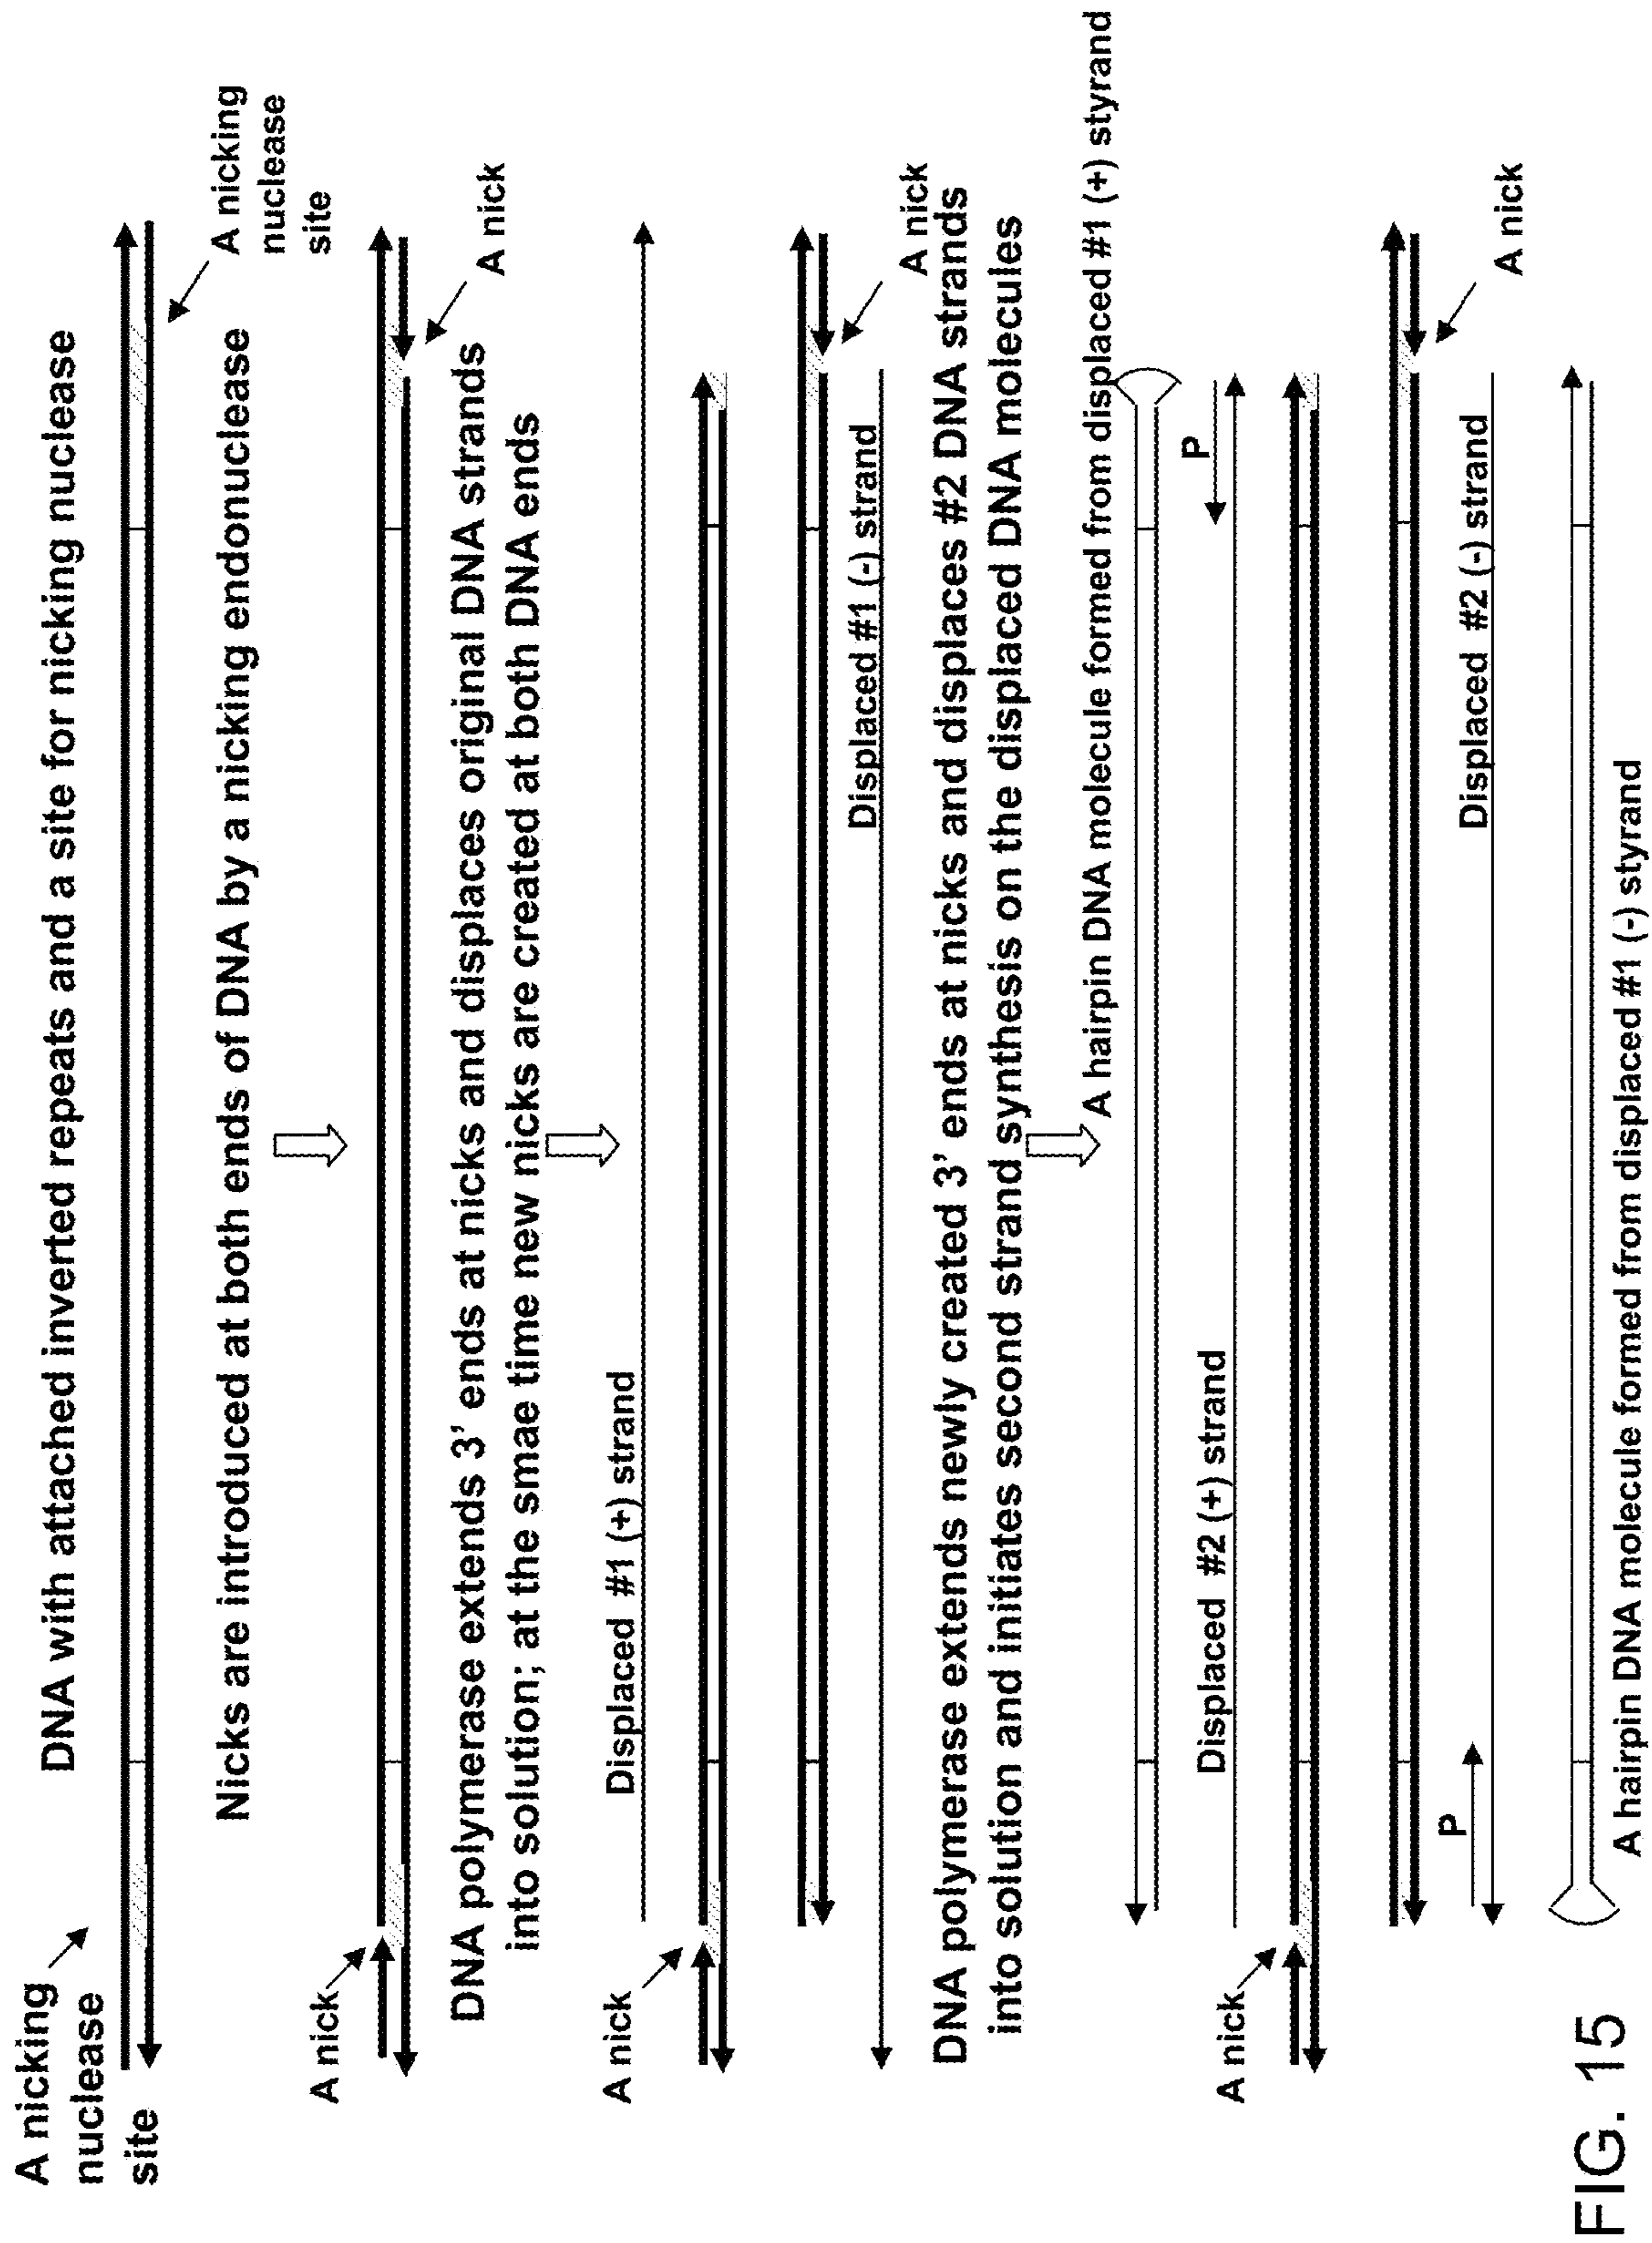 A nicking
nuclease
site
DNA with attached inverted repeats and a site for nicking nuclease
A nicking
nuclease
site
Nicks are introduced at both ends of DNA by a nicking endonuclease
A nick
A nick
DNA polymerase extends 3' ends at nicks and displaces original DNA strands
into solution; at the smae time new nicks are created at both DNA ends
Displaced #1 (+) strand
A nick
A nick
Displaced #1 (-) strand
DNA polymerase extends newly created 3' ends at nicks and displaces #2 DNA strands
into solution and initiates second strand synthesis on the displaced DNA molecules
A hairpin DNA molecule formed from displaced #1 (+) styrand
P
Displaced #2 (+) strand
A nick
A nick
P
Displaced #2 (-) strand
A hairpin DNA molecule formed from displaced #1 (-) styrand
FIG. 15